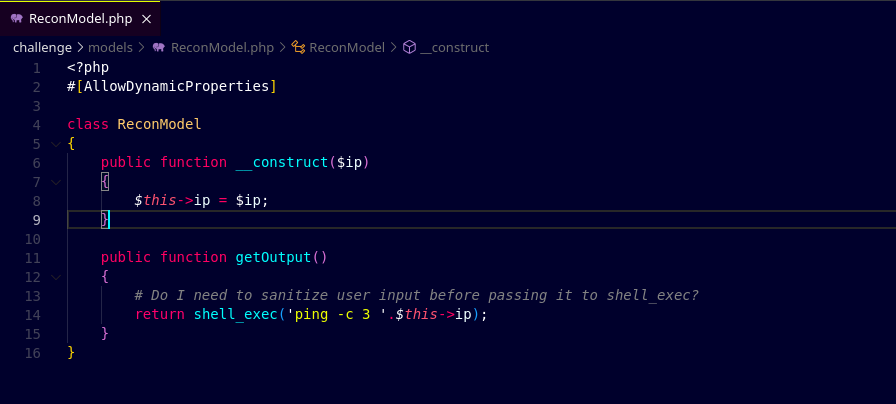 ReconModel.php ×
challenge > models > ReconModel.php > ReconModel > __construct
1 <?php
2 #[AllowDynamicProperties]
3
4 class ReconModel
5 {
6     public function __construct($ip)
7     {
8         $this->ip = $ip;
9     }
10
11     public function getOutput()
12     {
13         # Do I need to sanitize user input before passing it to shell_exec?
14         return shell_exec('ping -c 3 '.$this->ip);
15     }
16 }